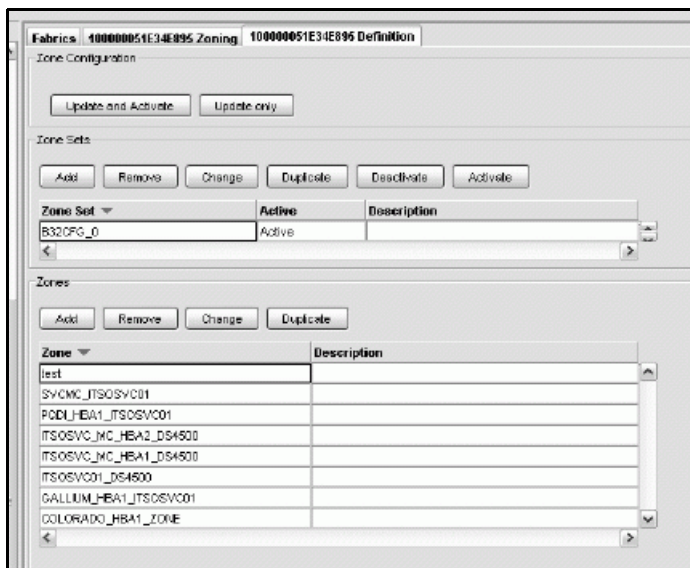 Fabrics 100000051E34E895 Zoning 100000051E34E895 Definition
Zone Configuration
Update and Activate Update only
Zone Sets
Add Remove Change Duplicate Deactivate Activate
Zone Set Active Description
B32CFG_0 Active
Zones
Add Remove Change Duplicate
Zone Description
test
SVCMC_ITSOSVC01
PODI_HBA1_ITSOSVC01
ITSOSVC_MC_HBA2_DS4500
ITSOSVC_MC_HBA1_DS4500
ITSOSVC01_DS4500
GALLIUM_HBA1_ITSOSVC01
COLORADO_HBA1_ZONE